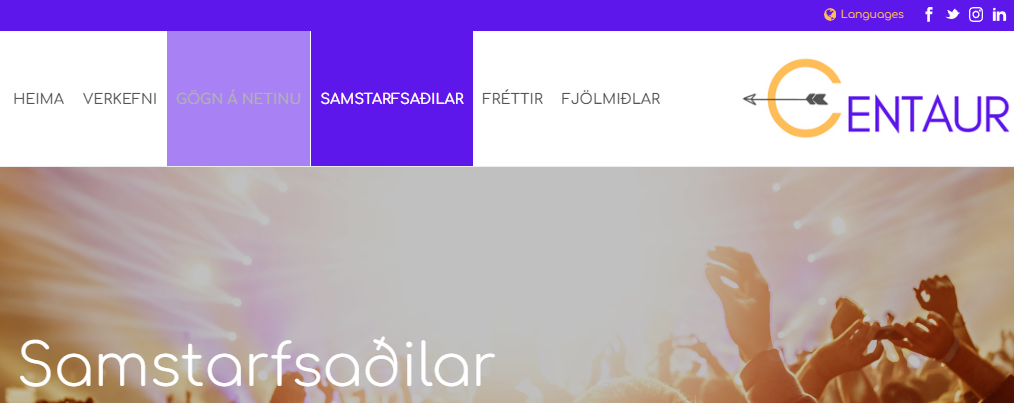 Languages
HEIMA VERKEFNI GÖGN Á NETINU SAMSTARFSAÐILAR FRÉTTIR FJÖLMIÐLAR
CENTAUR
Samstarfsaðilar